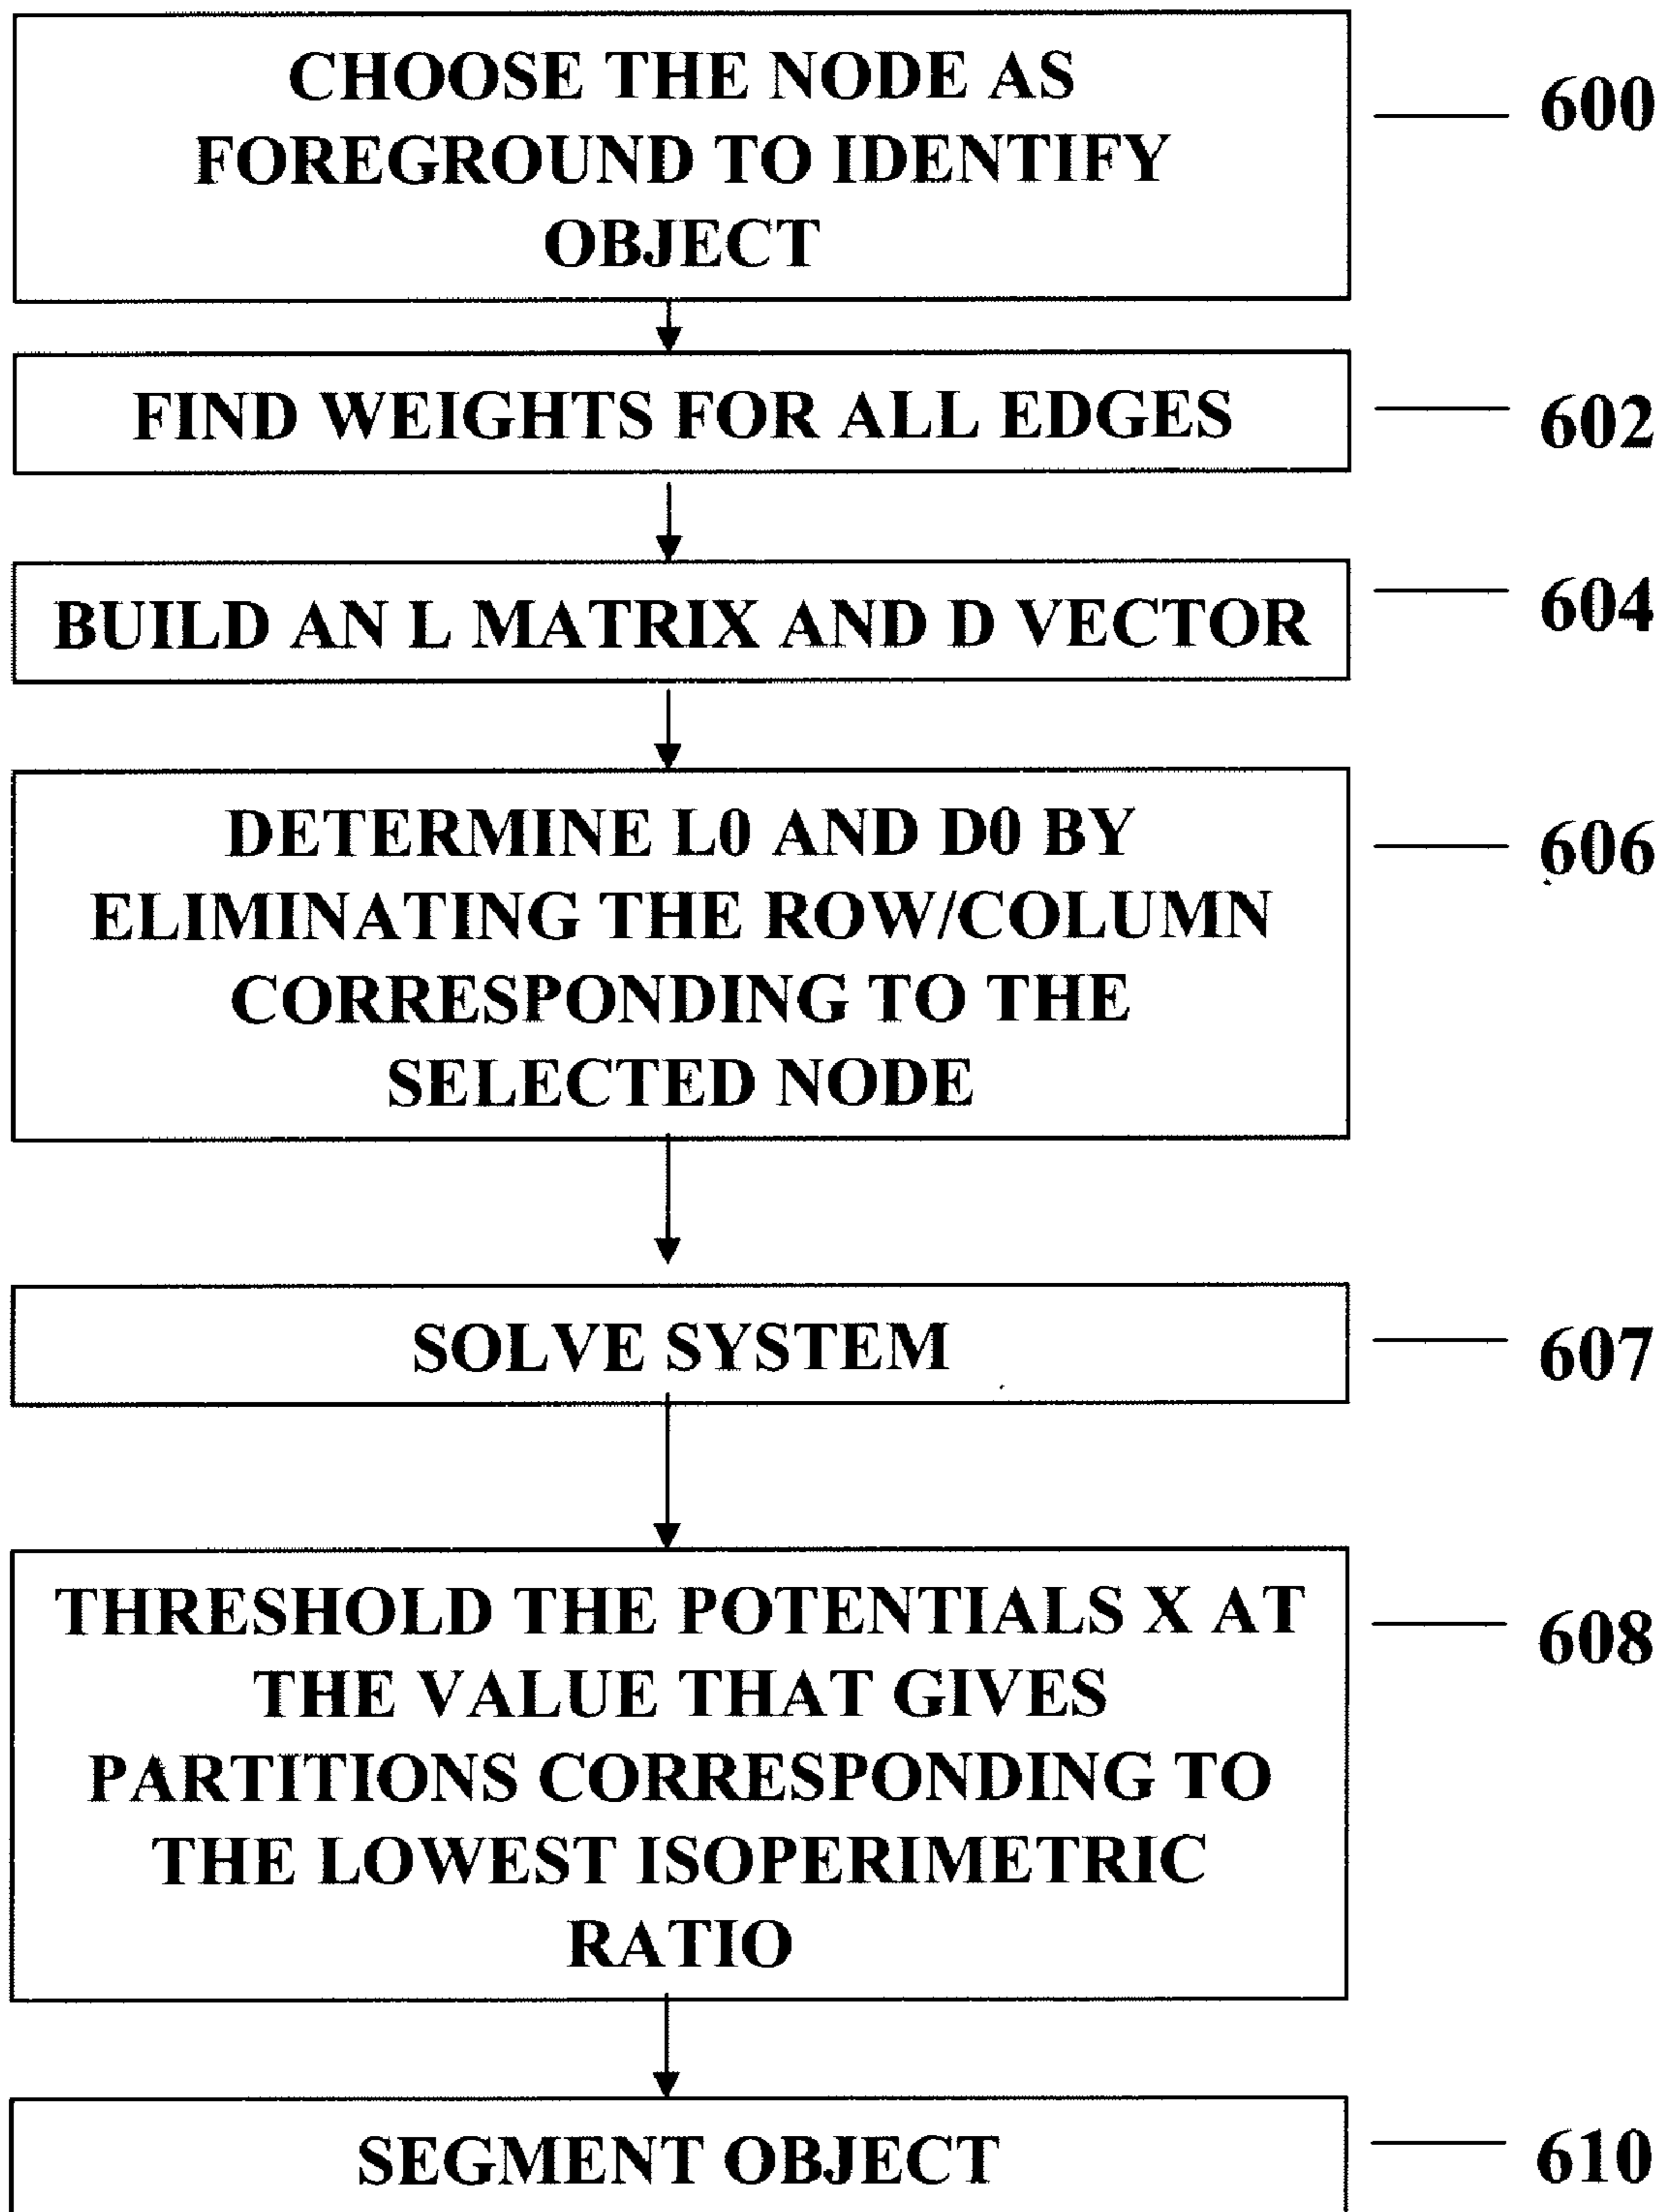 CHOOSE THE NODE AS
FOREGROUND TO IDENTIFY
OBJECT
600
FIND WEIGHTS FOR ALL EDGES
602
BUILD AN L MATRIX AND D VECTOR
604
DETERMINE L0 AND D0 BY
ELIMINATING THE ROW/COLUMN
CORRESPONDING TO THE
SELECTED NODE
606
SOLVE SYSTEM
607
THRESHOLD THE POTENTIALS X AT
THE VALUE THAT GIVES
PARTITIONS CORRESPONDING TO
THE LOWEST ISOPERIMETRIC
RATIO
608
SEGMENT OBJECT
610